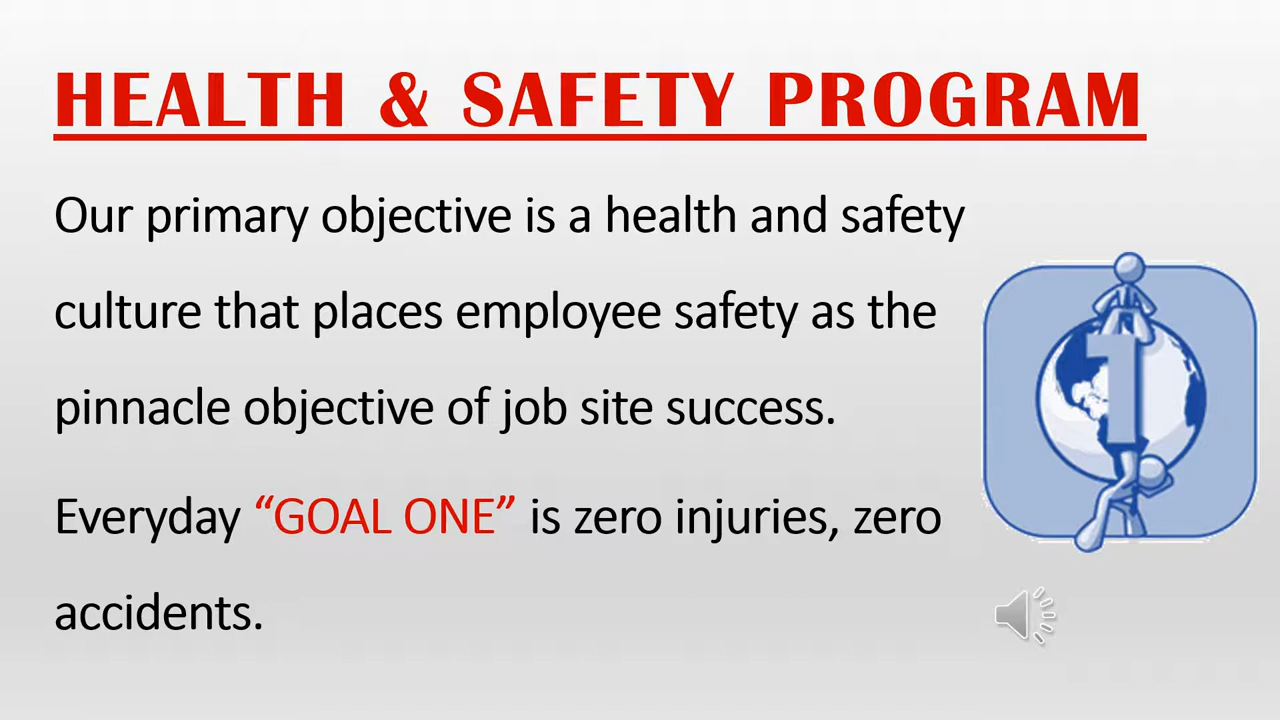 HEALTH & SAFETY PROGRAM
Our primary objective is a health and safety
culture that places employee safety as the
pinnacle objective of job site success.
Everyday “GOAL ONE” is zero injuries, zero
accidents.
1